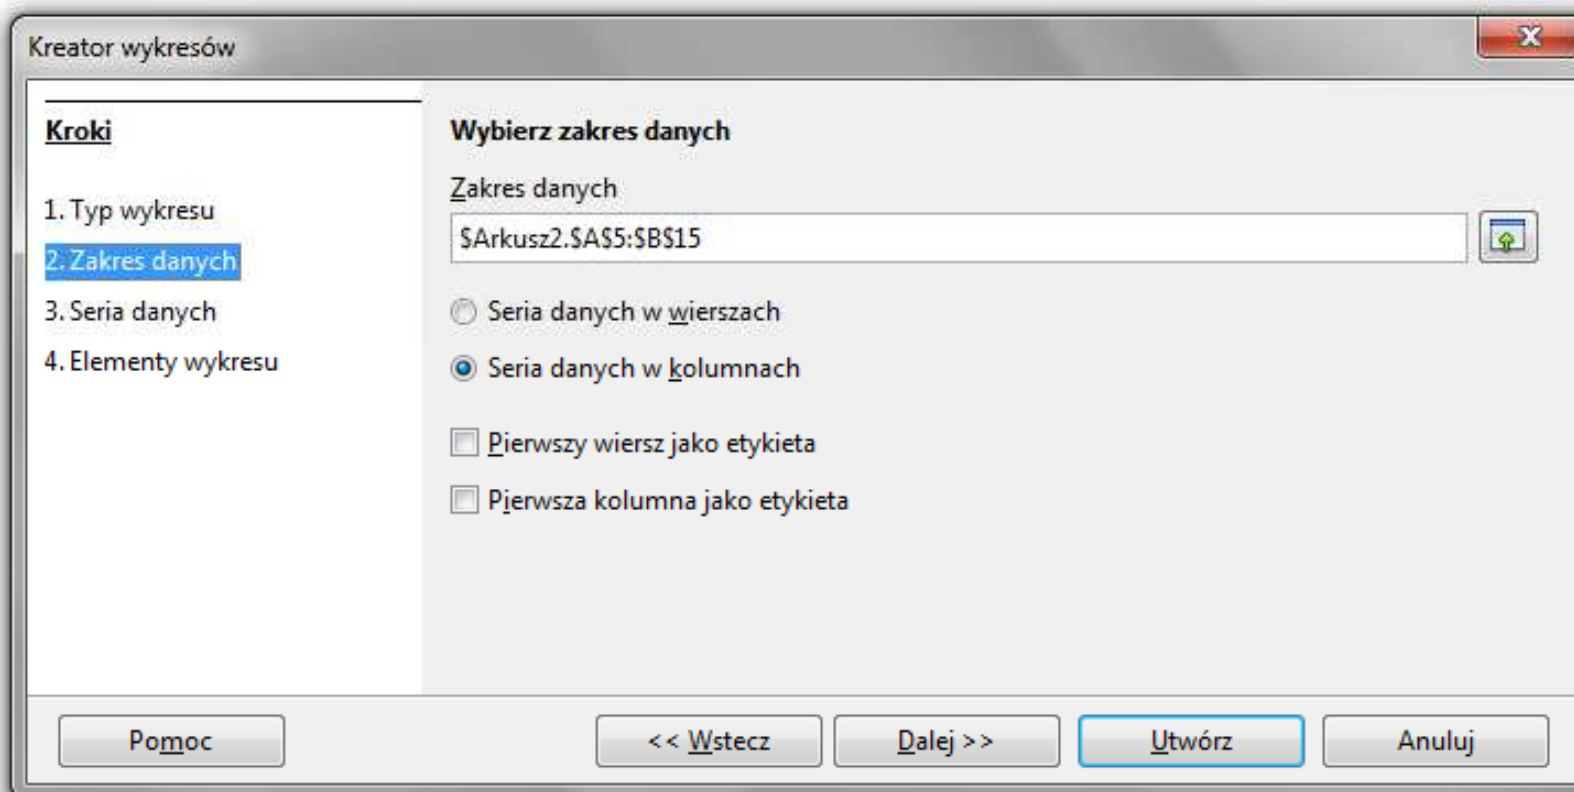 Kreator wykresów
Kroki
1. Typ wykresu
2. Zakres danych
3. Seria danych
4. Elementy wykresu
Wybierz zakres danych
Zakres danych
$Arkusz2.$A$5:$B$15
Seria danych w wierszach
Seria danych w kolumnach
Pierwszy wiersz jako etykieta
Pierwsza kolumna jako etykieta
Pomoc
<< Wstecz
Dalej >>
Utwórz
Anuluj